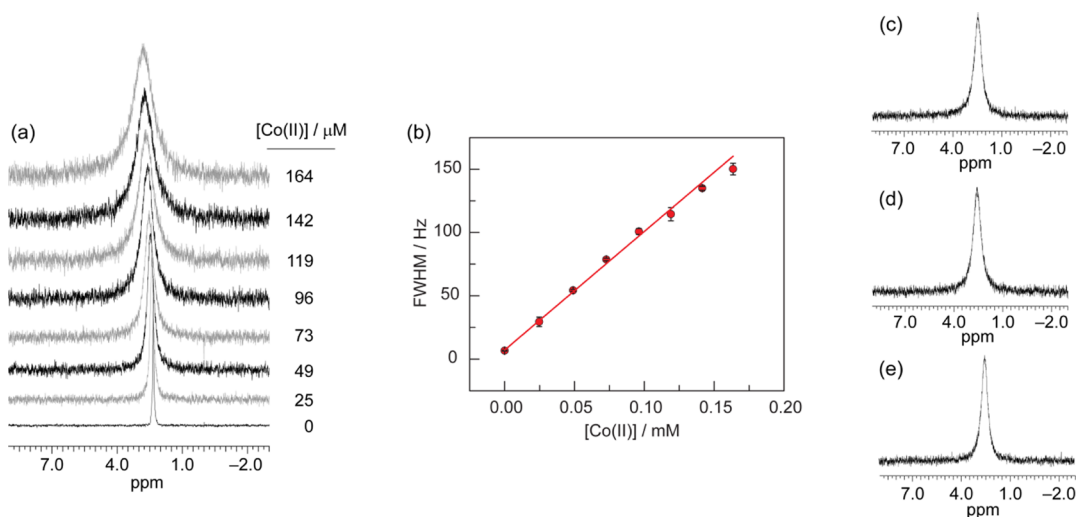 (a)
[Co(II)] / μM
164
142
119
96
73
49
25
0
7.0 4.0 1.0 –2.0
ppm
(b)
FWHM / Hz
150
100
50
0
0.00 0.05 0.10 0.15 0.20
[Co(II)] / mM
(c)
7.0 4.0 1.0 –2.0
ppm
(d)
7.0 4.0 1.0 –2.0
ppm
(e)
7.0 4.0 1.0 –2.0
ppm